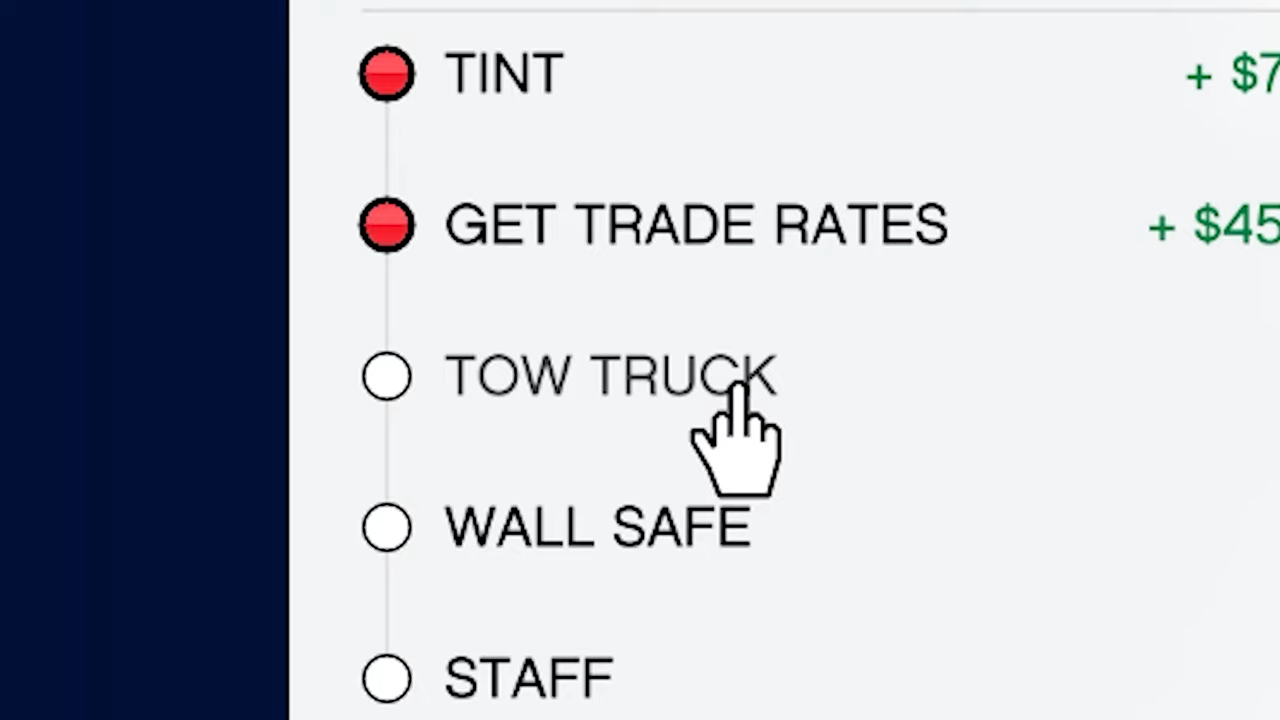 TINT + $7
GET TRADE RATES + $45
TOW TRUCK
WALL SAFE
STAFF